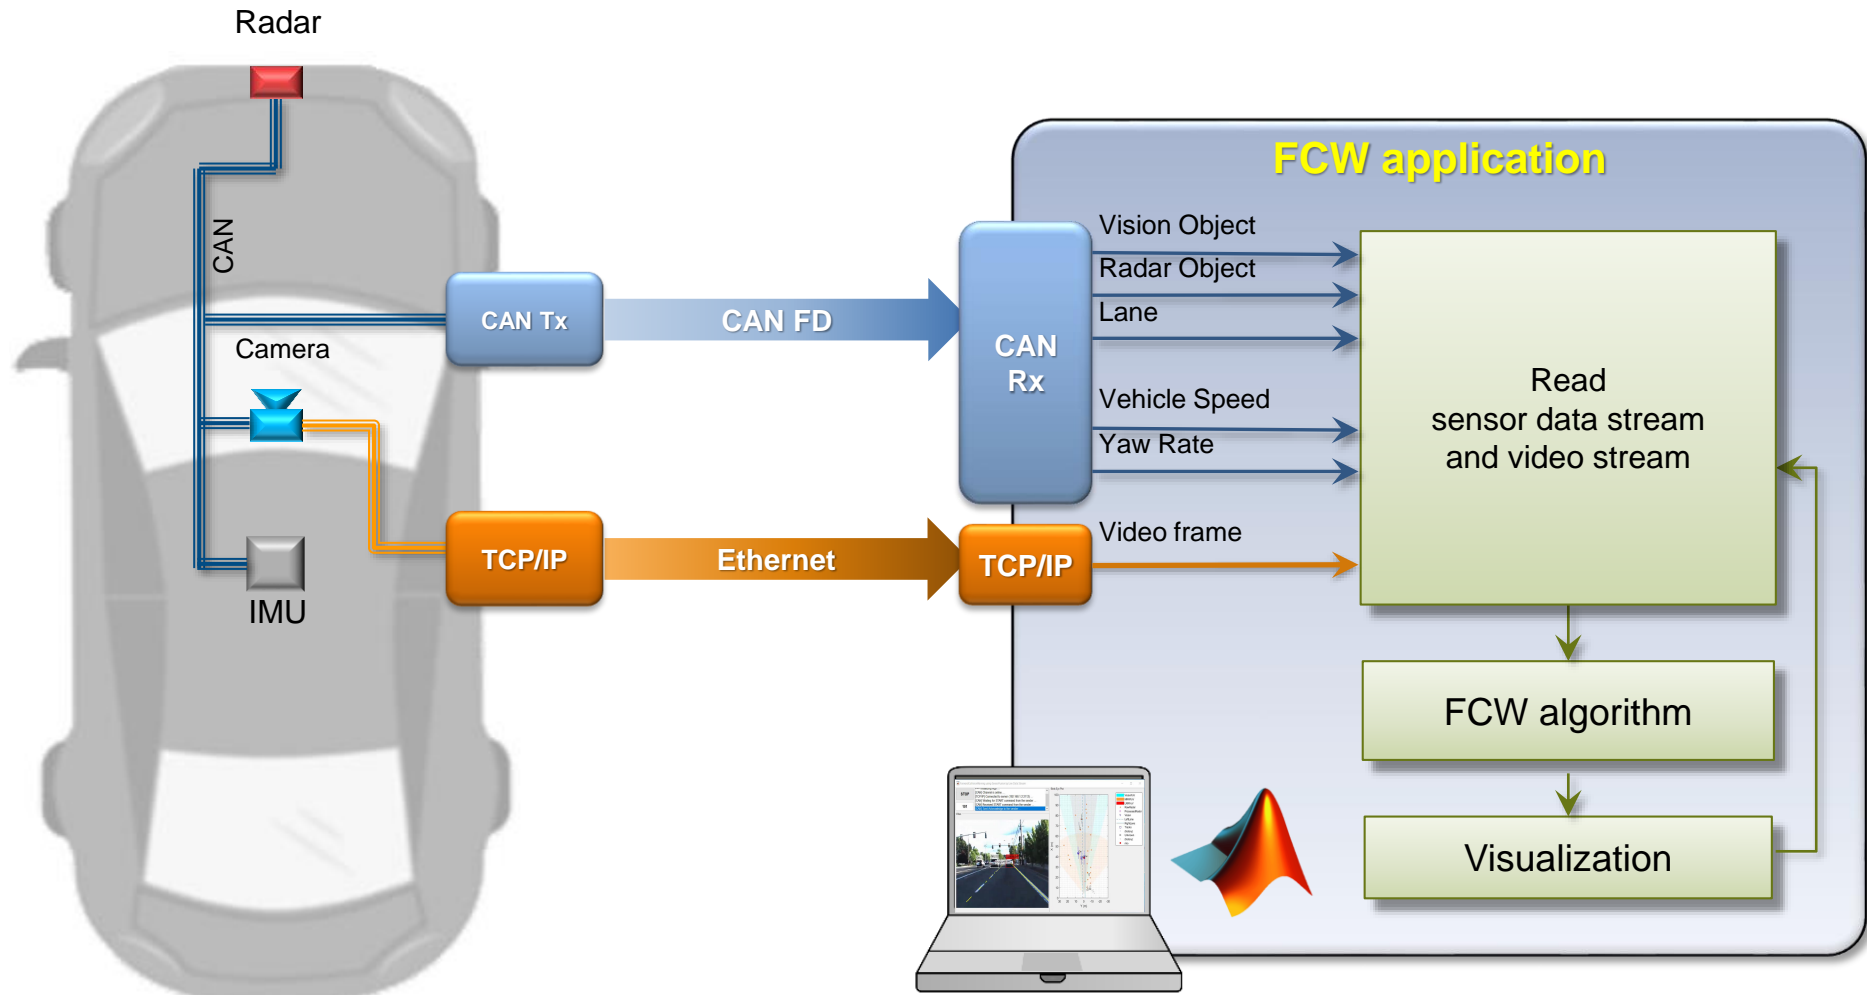 Radar
FCW application
CAN
Vision Object
Radar Object
Lane
CAN Tx
CAN FD
CAN
Rx
Camera
Read
sensor data stream
and video stream
Vehicle Speed
Yaw Rate
Video frame
TCP/IP
Ethernet
TCP/IP
IMU
FCW algorithm
Visualization
STOP